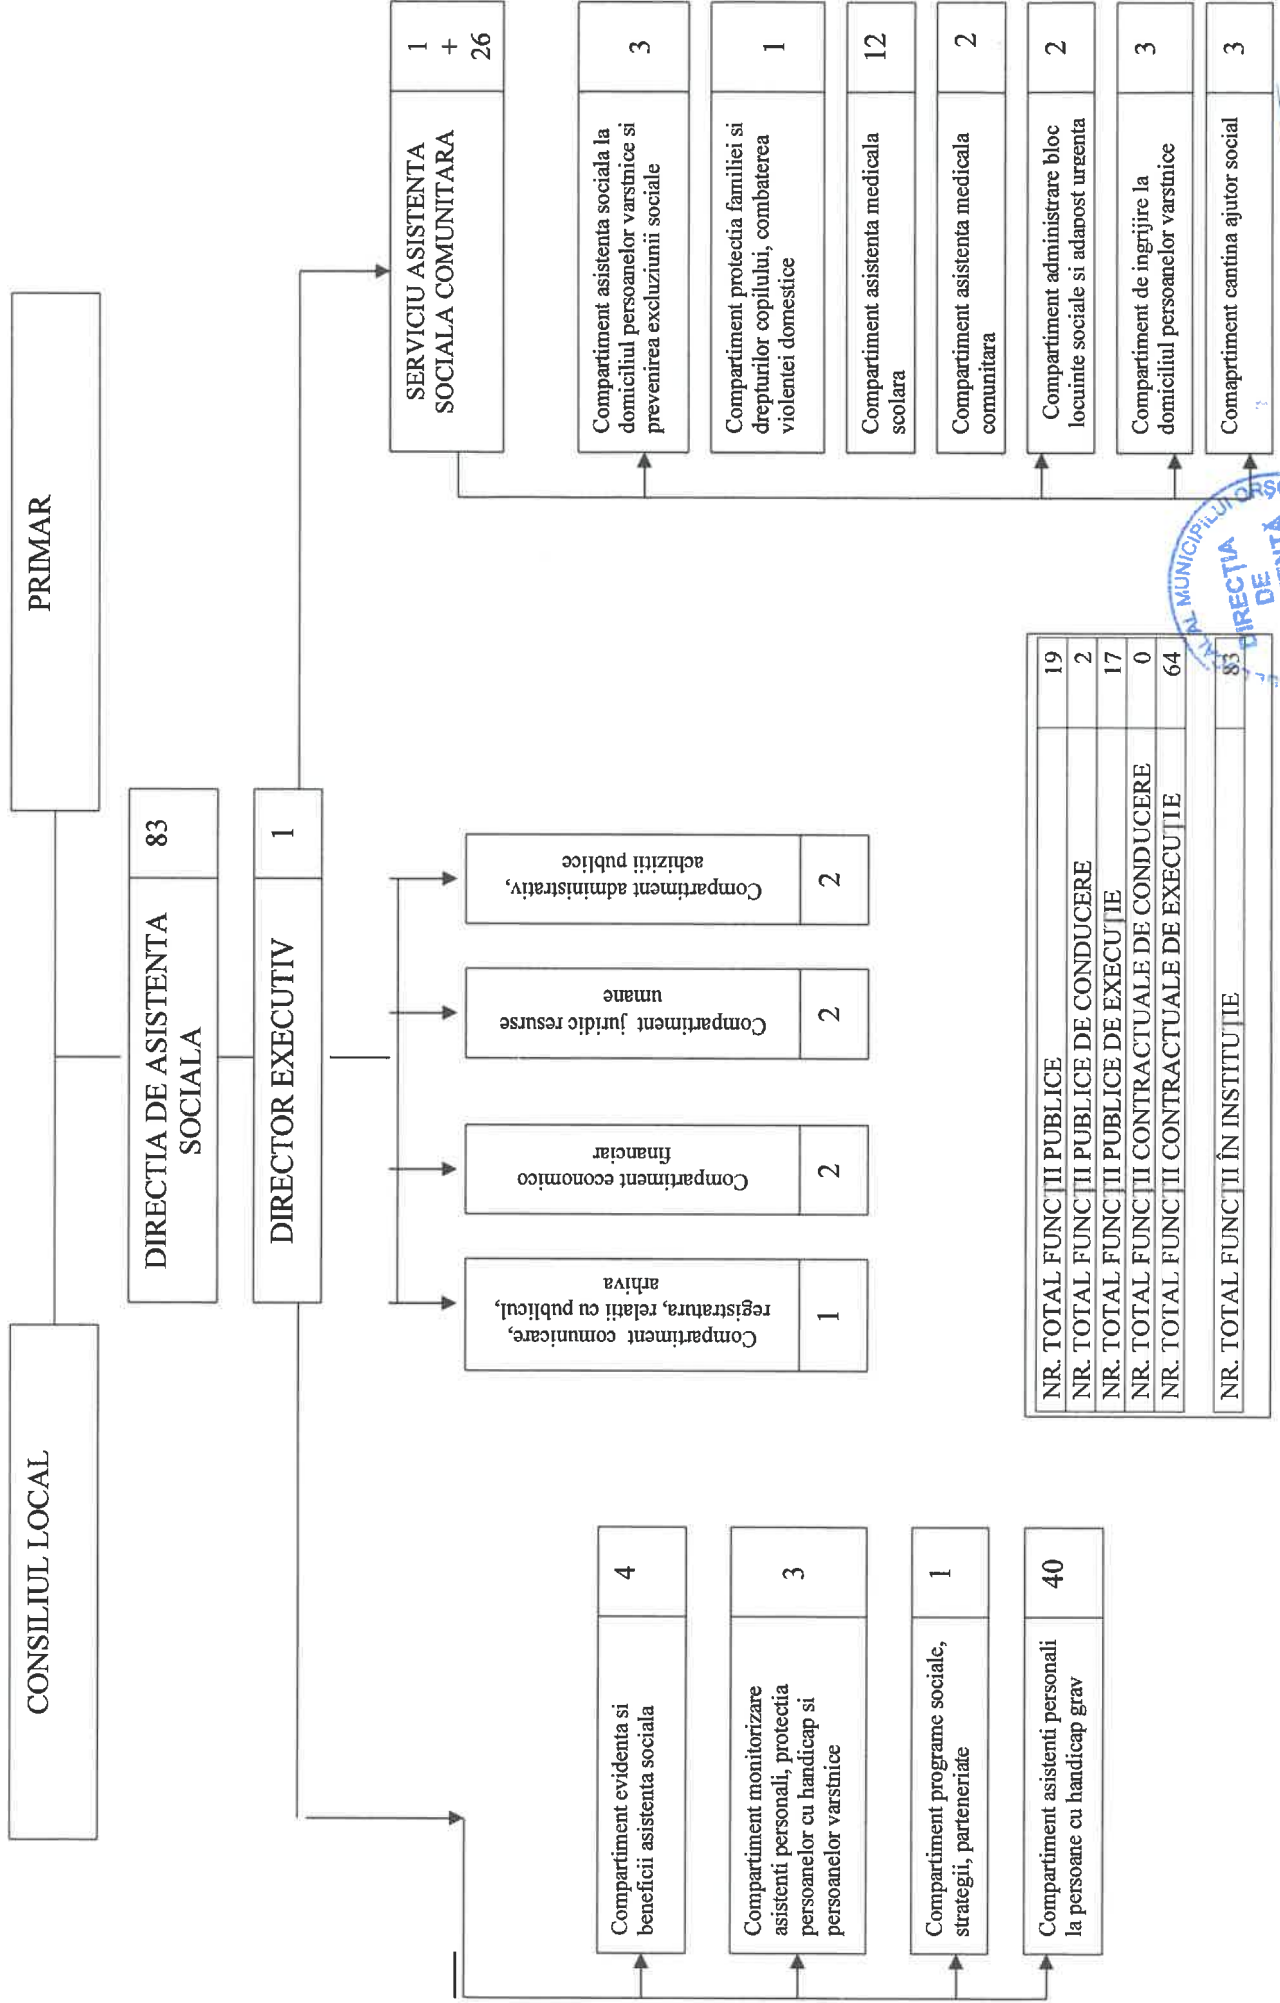 CONSILIUL LOCAL
PRIMAR
DIRECTIA DE ASISTENTA
SOCIALA
83
DIRECTOR EXECUTIV
1
SERVICIU ASISTENTA
SOCIALA COMUNITARA
1
+
26
Compartiment comunicare,
registratura, relatii cu publicul,
arhiva
1
Compartiment economico
financiar
2
Compartiment juridic resurse
umane
2
Compartiment administrativ,
achizitii publice
2
Compartiment evidenta si
beneficii asistenta sociala
4
Compartiment monitorizare
asistenti personali, protectia
persoanelor cu handicap si
persoanelor varstnice
3
Compartiment programe sociale,
strategii, parteneriate
1
Compartiment asistenti personali
la persoane cu handicap grav
40
Compartiment asistenta sociala la
domiciliul persoanelor varstnice si
prevenirea excluziunii sociale
3
Compartiment protectia familiei si
drepturilor copilului, combaterea
violentei domestice
1
Compartiment asistenta medicala
scolara
12
Compartiment asistenta medicala
comunitara
2
Compartiment administrare bloc
locuinte sociale si adapost urgenta
2
Compartiment de ingrijire la
domiciliul persoanelor varstnice
3
Comaprtiment cantina ajutor social
3
NR. TOTAL FUNCȚII PUBLICE 19
NR. TOTAL FUNCȚII PUBLICE DE CONDUCERE 2
NR. TOTAL FUNCȚII PUBLICE DE EXECUȚIE 17
NR. TOTAL FUNCȚII CONTRACTUALE DE CONDUCERE 0
NR. TOTAL FUNCȚII CONTRACTUALE DE EXECUȚIE 64
NR. TOTAL FUNCȚII ÎN INSTITUȚIE 83
AL MUNICIPILUI
DIRECȚIA
DE